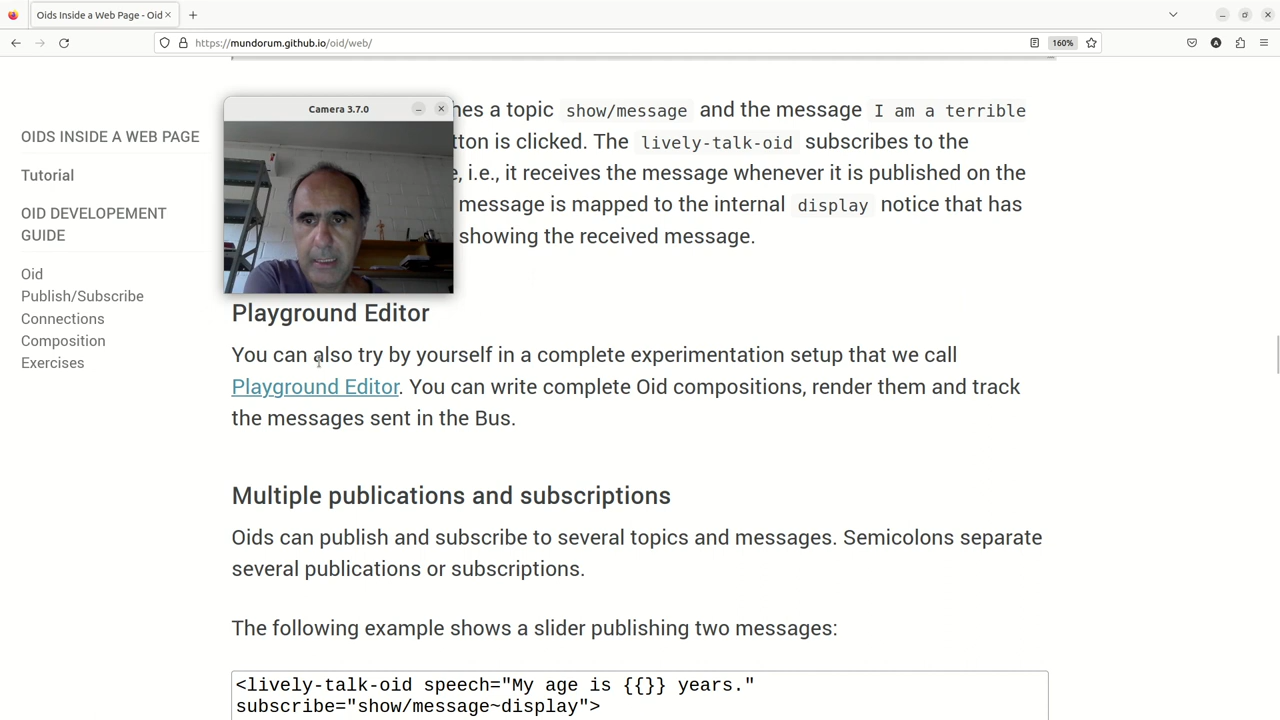 Oids Inside a Web Page - Oid
https://mundorum.github.io/oid/web/
160%
OIDS INSIDE A WEB PAGE
Tutorial
OID DEVELOPEMENT
GUIDE
Oid
Publish/Subscribe
Connections
Composition
Exercises
Camera 3.7.0
hes a topic show/message and the message I am a terrible
tton is clicked. The lively-talk-oid subscribes to the
e, i.e., it receives the message whenever it is published on the
message is mapped to the internal display notice that has
showing the received message.
Playground Editor
You can also try by yourself in a complete experimentation setup that we call
Playground Editor. You can write complete Oid compositions, render them and track
the messages sent in the Bus.
Multiple publications and subscriptions
Oids can publish and subscribe to several topics and messages. Semicolons separate
several publications or subscriptions.
The following example shows a slider publishing two messages:
<lively-talk-oid speech="My age is {{}} years."
subscribe="show/message~display">